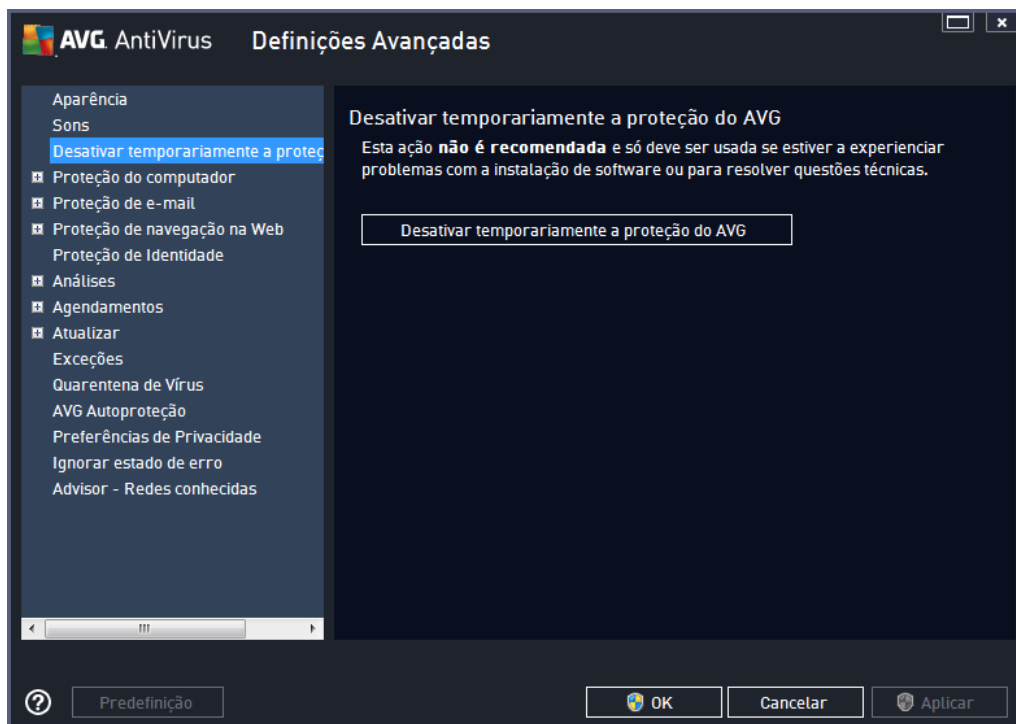 AVG AntiVirus Definições Avançadas
Aparência
Sons
Desativar temporariamente a proteç
Proteção do computador
Proteção de e-mail
Proteção de navegação na Web
Proteção de Identidade
Análises
Agendamentos
Atualizar
Exceções
Quarentena de Vírus
AVG Autoproteção
Preferências de Privacidade
Ignorar estado de erro
Advisor - Redes conhecidas
Desativar temporariamente a proteção do AVG
Esta ação não é recomendada e só deve ser usada se estiver a experienciar
problemas com a instalação de software ou para resolver questões técnicas.
Desativar temporariamente a proteção do AVG
Predefinição
OK
Cancelar
Aplicar